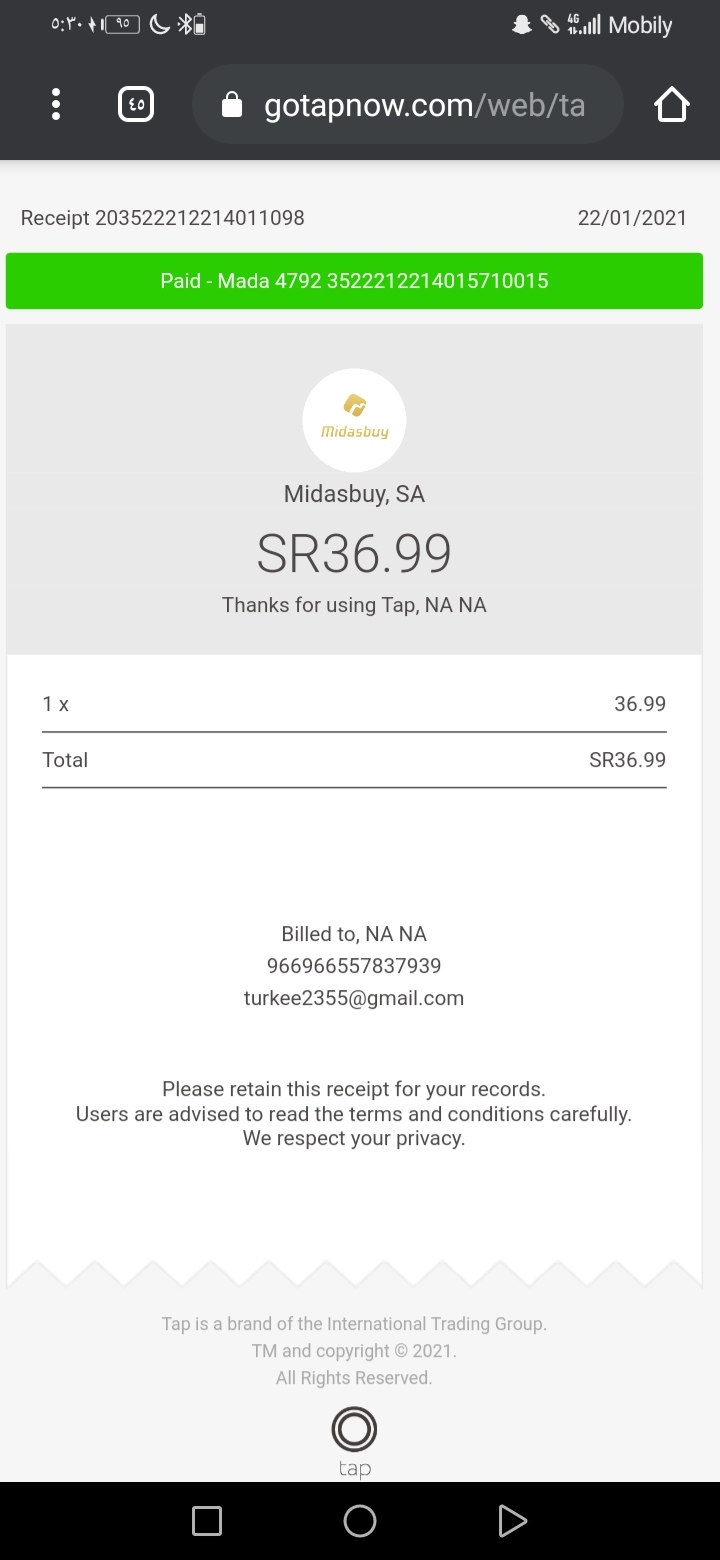 ٥:٣٠ ٩٥ 4G Mobily
٤٥ gotapnow.com/web/ta
Receipt 203522212214011098 22/01/2021
Paid - Mada 4792 3522212214015710015
Midasbuy
Midasbuy, SA
SR36.99
Thanks for using Tap, NA NA
1 x 36.99
Total SR36.99
Billed to, NA NA
966966557837939
turkee2355@gmail.com
Please retain this receipt for your records.
Users are advised to read the terms and conditions carefully.
We respect your privacy.
Tap is a brand of the International Trading Group.
TM and copyright © 2021.
All Rights Reserved.
tap